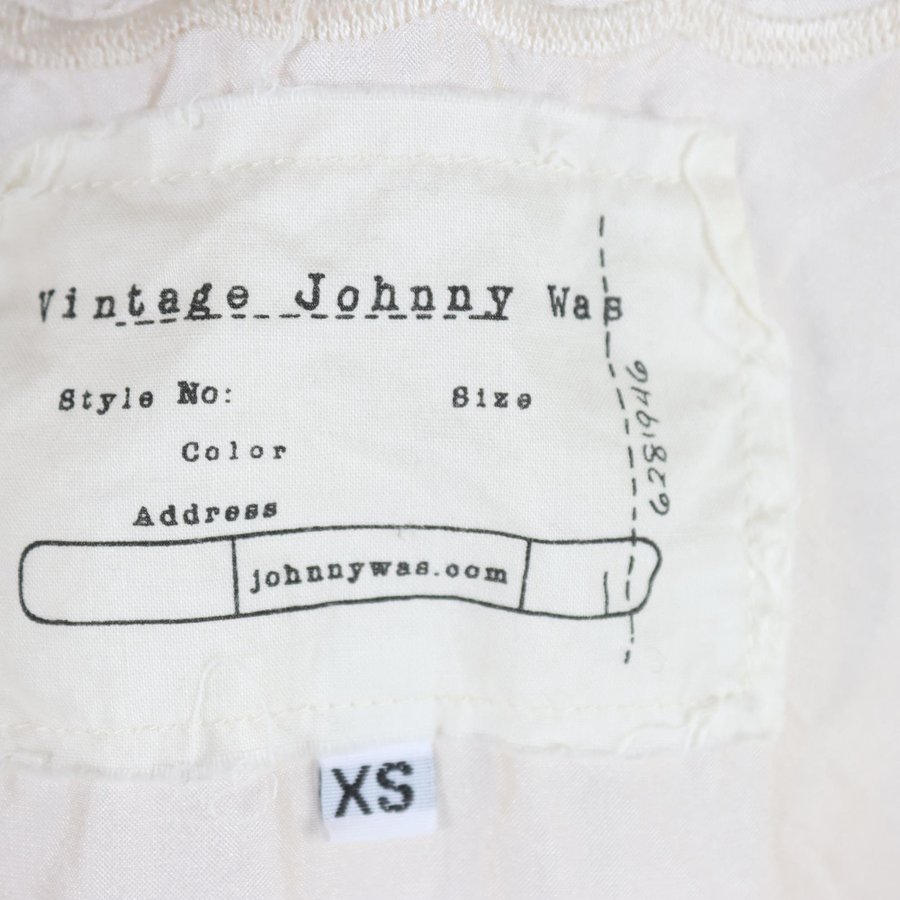 Vintage Johnny Was
Style No: Size
Color
Address
johnnywas.com
6281946
XS